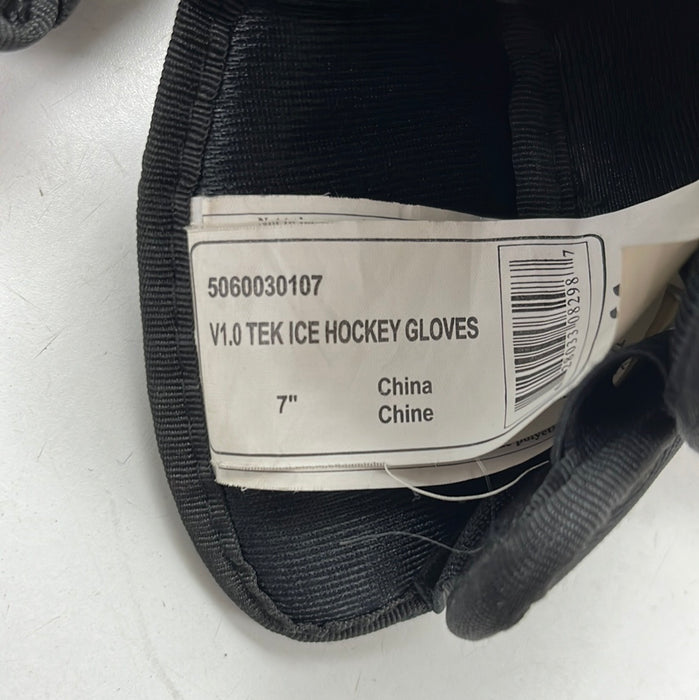 5060030107
V1.0 TEK ICE HOCKEY GLOVES
7"
China
Chine